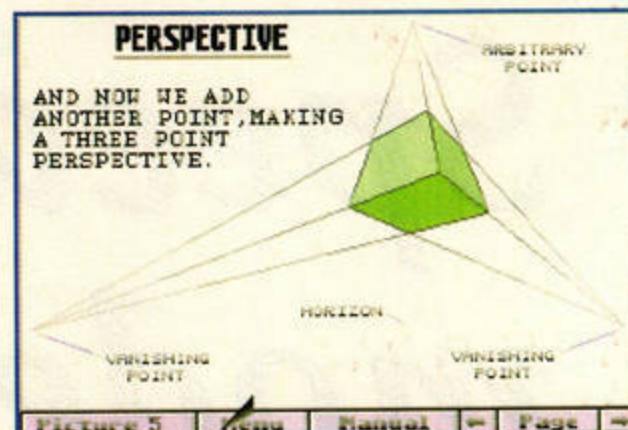 PERSPECTIVE
ARBITRARY
POINT
AND NOW WE ADD
ANOTHER POINT,MAKING
A THREE POINT
PERSPECTIVE.
HORIZON
VANISHING
POINT
VANISHING
POINT
Picture 5 Menu Manual ← Page →